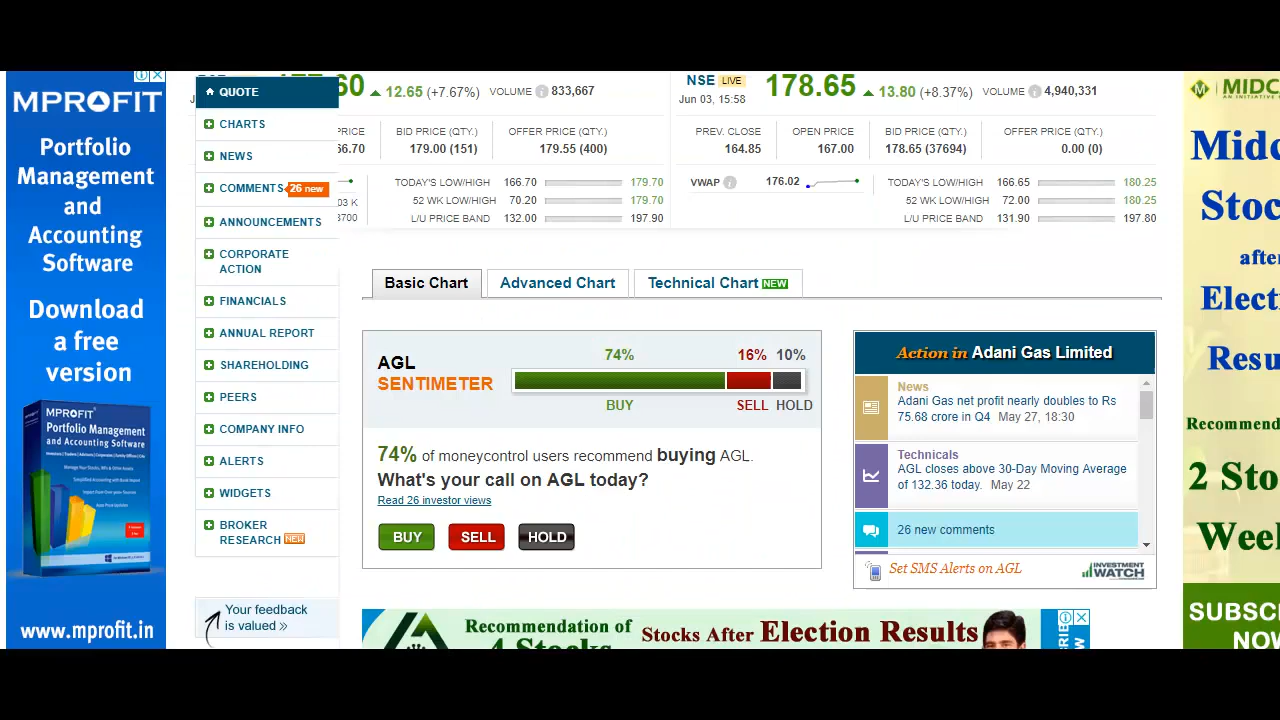 MPROFIT
Portfolio
Management
and
Accounting
Software
Download
a free
version
MPROFIT
Portfolio Management
and Accounting Software
www.mprofit.in
QUOTE
CHARTS
NEWS
COMMENTS 26 new
ANNOUNCEMENTS
CORPORATE
ACTION
FINANCIALS
ANNUAL REPORT
SHAREHOLDING
PEERS
COMPANY INFO
ALERTS
WIDGETS
BROKER
RESEARCH NEW
Your feedback
is valued »
12.65 (+7.67%) VOLUME 833,667
PRICE BID PRICE (QTY.) OFFER PRICE (QTY.)
66.70 179.00 (151) 179.55 (400)
TODAY'S LOW/HIGH 166.70 179.70
03 K 52 WK LOW/HIGH 70.20 179.70
3700 L/U PRICE BAND 132.00 197.90
NSE LIVE 178.65 13.80 (+8.37%) VOLUME 4,940,331
Jun 03, 15:58
PREV. CLOSE OPEN PRICE BID PRICE (QTY.) OFFER PRICE (QTY.)
164.85 167.00 178.65 (37694) 0.00 (0)
VWAP 176.02 TODAY'S LOW/HIGH 166.65 180.25
52 WK LOW/HIGH 72.00 180.25
L/U PRICE BAND 131.90 197.80
Basic Chart Advanced Chart Technical Chart NEW
AGL
SENTIMETER
74% 16% 10%
BUY SELL HOLD
74% of moneycontrol users recommend buying AGL.
What's your call on AGL today?
Read 26 investor views
BUY SELL HOLD
Action in Adani Gas Limited
News
Adani Gas net profit nearly doubles to Rs
75.68 crore in Q4 May 27, 18:30
Technicals
AGL closes above 30-Day Moving Average
of 132.36 today. May 22
26 new comments
Set SMS Alerts on AGL INVESTMENT
WATCH
Recommendation of
4 Stocks
Stocks After Election Results
MIDC
AN INITIATIVE
Midc
Stoc
after
Electi
Resu
Recommend
2 Sto
Week
SUBSC
NOW